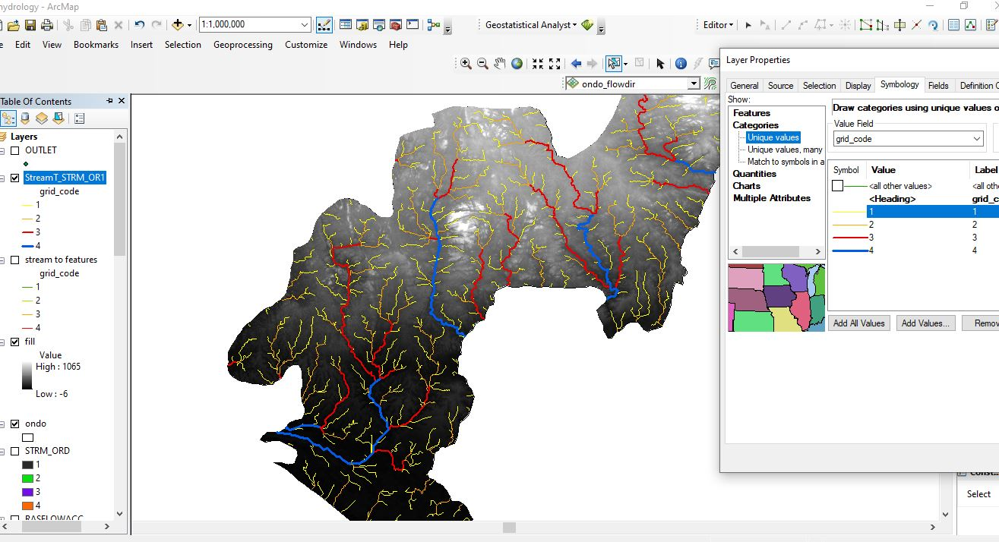 hydrology - ArcMap
1:1,000,000
Geostatistical Analyst
Editor
Edit View Bookmarks Insert Selection Geoprocessing Customize Windows Help
ondo_flowdir
Table Of Contents
Layers
OUTLET
StreamT_STRM_OR1
grid_code
1
2
3
4
stream to features
grid_code
1
2
3
4
fill
Value
High : 1065
Low : -6
ondo
STRM_ORD
1
2
3
4
RASFLOWACC
Layer Properties
General Source Selection Display Symbology Fields Definition
Show:
Features
Categories
Unique values
Unique values, many
Match to symbols in a
Quantities
Charts
Multiple Attributes
Draw categories using unique values o
Value Field
grid_code
Symbol Value Label
<all other values> <all othe
<Heading> grid_c
1 1
2 2
3 3
4 4
Add All Values Add Values... Remov
Const...
Select